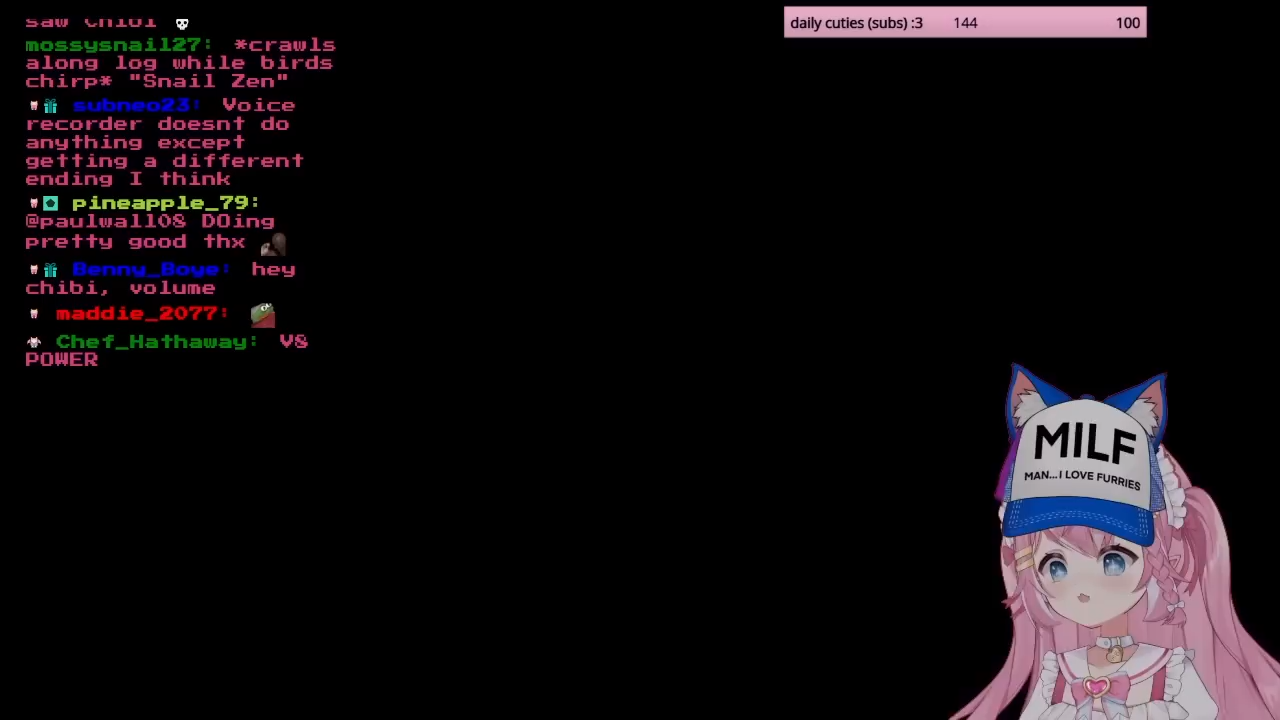 saw chibi
mossysnail27: *crawls
along log while birds
chirp* "Snail Zen"
subneo23: Voice
recorder doesnt do
anything except
getting a different
ending I think
pineapple_79:
@paulwall08 DOing
pretty good thx
Benny_Boye: hey
chibi, volume
maddie_2077:
Chef_Hathaway: V8
POWER
daily cuties (subs) :3 144 100
MILF
MAN...I LOVE FURRIES